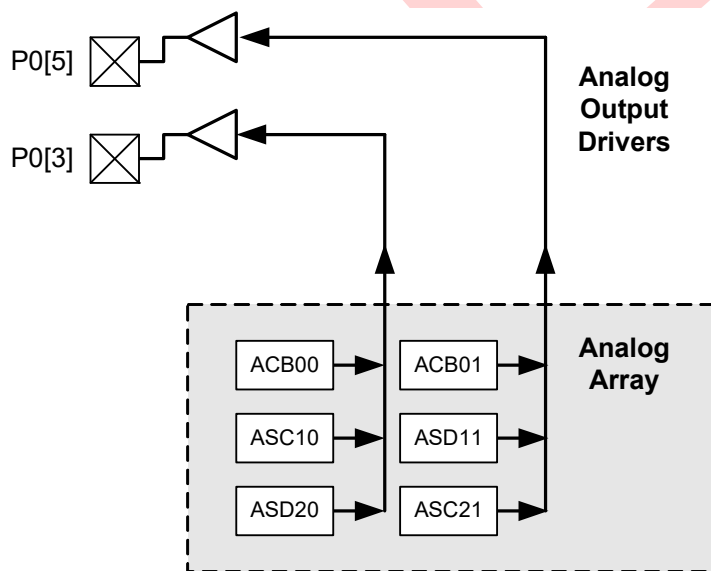 P0[5]
Analog
Output
Drivers
P0[3]
Analog
Array
ACB00 ACB01
ASC10 ASD11
ASD20 ASC21